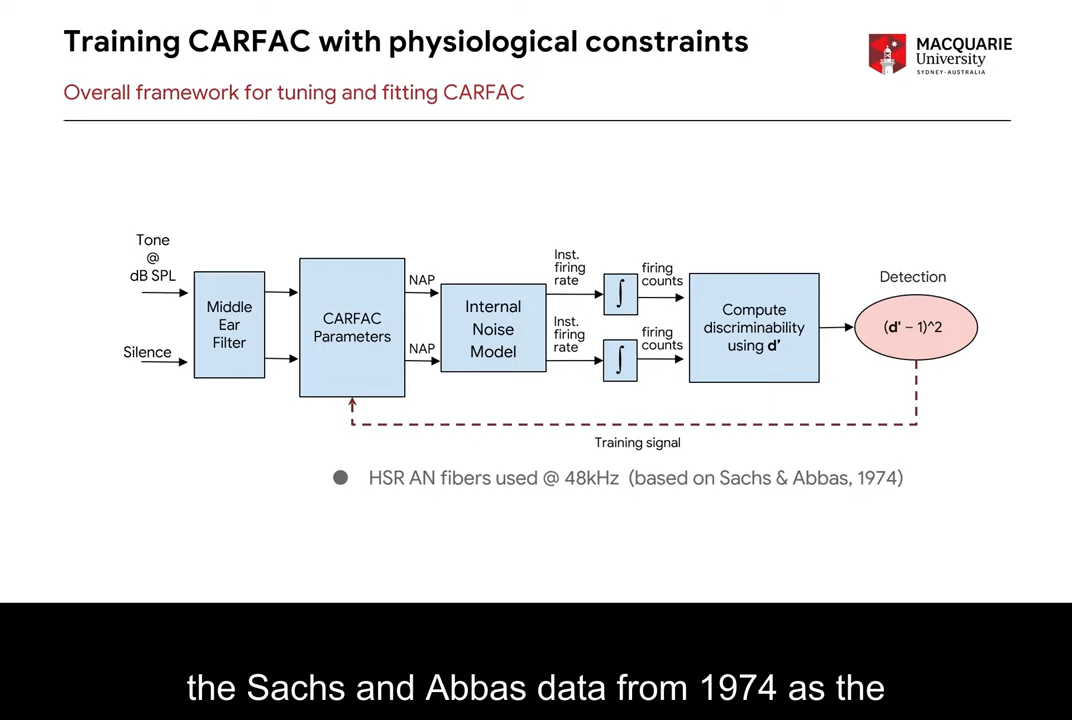 Training CARFAC with physiological constraints
MACQUARIE
University
SYDNEY·AUSTRALIA
Overall framework for tuning and fitting CARFAC
Tone
@
dB SPL
Silence
Middle
Ear
Filter
CARFAC
Parameters
NAP
NAP
Internal
Noise
Model
Inst.
firing
rate
Inst.
firing
rate
∫
∫
firing
counts
firing
counts
Compute
discriminability
using d'
Detection
(d' – 1)^2
Training signal
● HSR AN fibers used @ 48kHz (based on Sachs & Abbas, 1974)
the Sachs and Abbas data from 1974 as the